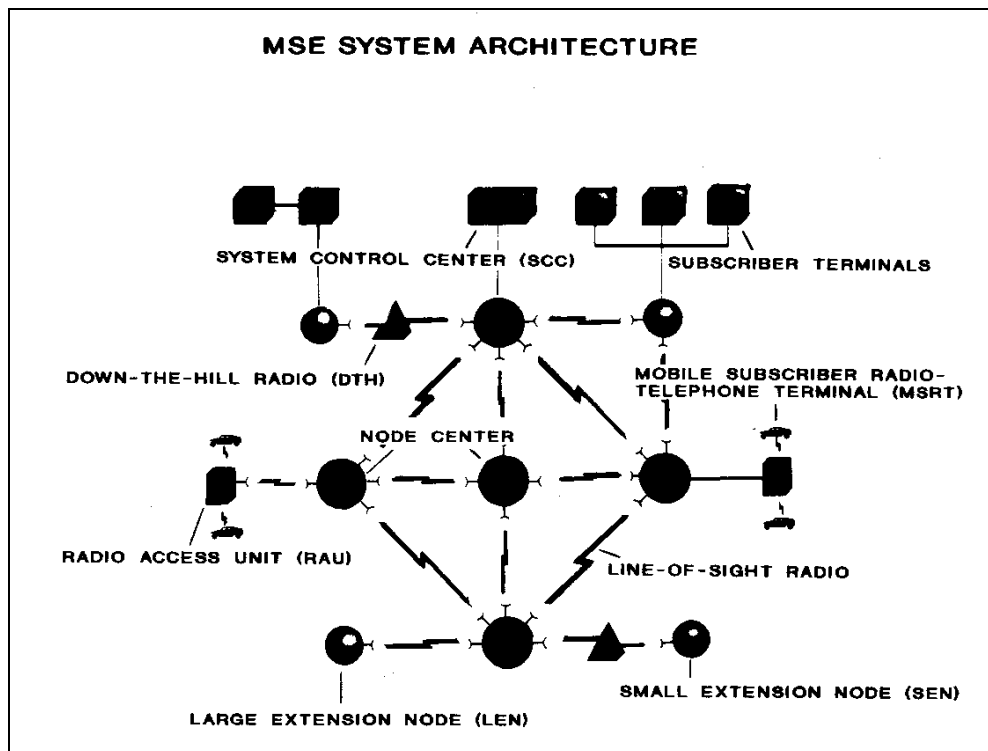 MSE SYSTEM ARCHITECTURE
SYSTEM CONTROL CENTER (SCC)
SUBSCRIBER TERMINALS
DOWN-THE-HILL RADIO (DTH)
MOBILE SUBSCRIBER RADIO-
TELEPHONE TERMINAL (MSRT)
NODE CENTER
RADIO ACCESS UNIT (RAU)
LINE-OF-SIGHT RADIO
SMALL EXTENSION NODE (SEN)
LARGE EXTENSION NODE (LEN)